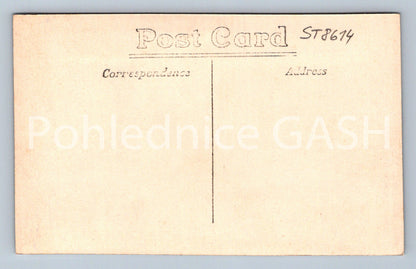 Post Card
ST8614
Correspondence
Address
Pohlednice GASH